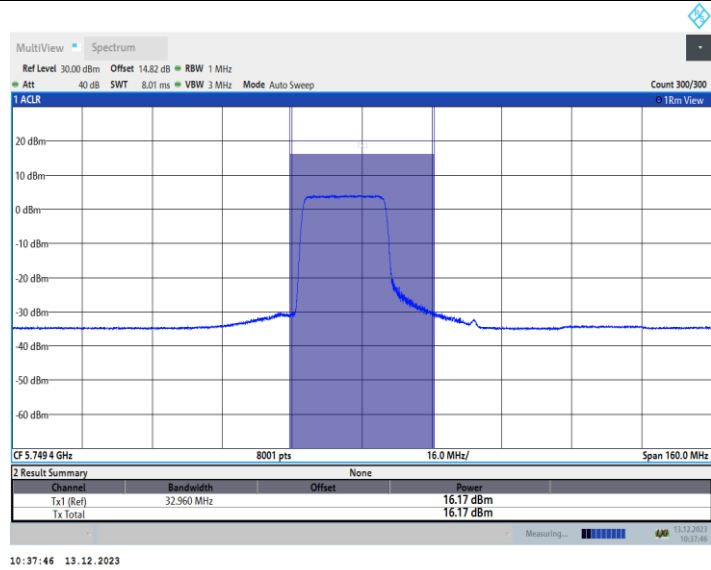 MultiView Spectrum
Ref Level 30.00 dBm Offset 14.82 dB RBW 1 MHz
Att 40 dB SWT 8.01 ms VBW 3 MHz Mode Auto Sweep Count 300/300
1 ACLR 1Rm View
20 dBm
10 dBm
0 dBm
-10 dBm
-20 dBm
-30 dBm
-40 dBm
-50 dBm
-60 dBm
CF 5.749 4 GHz 8001 pts 16.0 MHz/ Span 160.0 MHz
2 Result Summary None
Channel Bandwidth Offset Power
Tx1 (Ref) 32.960 MHz 16.17 dBm
Tx Total 16.17 dBm
Measuring... 13.12.2023
10:37:46
10:37:46 13.12.2023